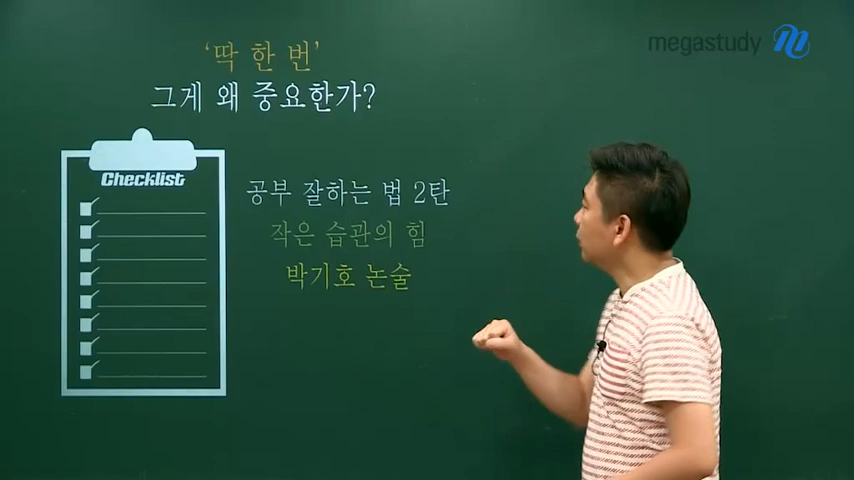 megastudy
'딱 한 번'
그게 왜 중요한가?
Checklist
공부 잘하는 법 2탄
작은 습관의 힘
박기호 논술